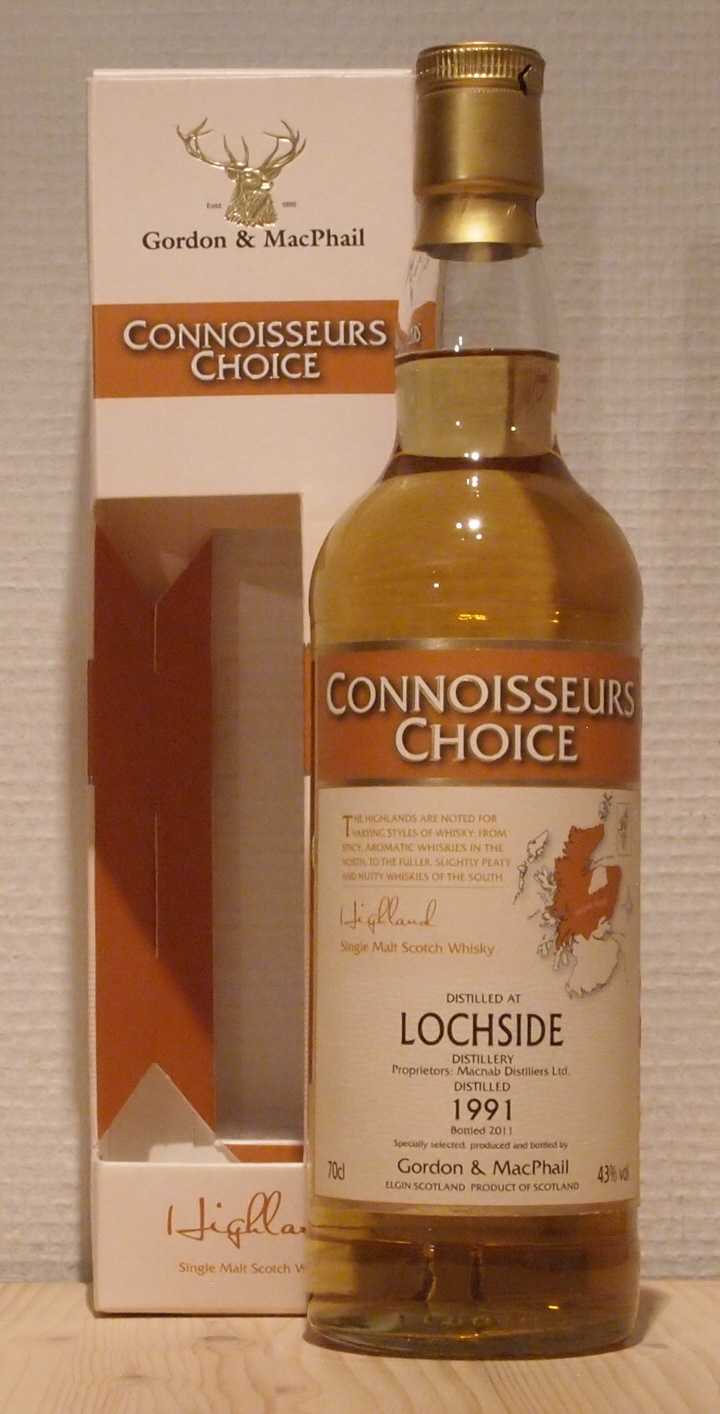 Estd. 1895
Gordon & MacPhail
CONNOISSEURS
CHOICE
Highla
Single Malt Scotch W
CONNOISSEURS
CHOICE
THE HIGHLANDS ARE NOTED FOR
VARYING STYLES OF WHISKY: FROM
SPICY, AROMATIC WHISKIES IN THE
NORTH, TO THE FULLER, SLIGHTLY PEATY
AND NUTTY WHISKIES OF THE SOUTH.
Highland
Single Malt Scotch Whisky
DISTILLED AT
LOCHSIDE
DISTILLERY
Proprietors: Macnab Distillers Ltd.
DISTILLED
1991
Bottled 2011
Specially selected, produced and bottled by
70cl Gordon & MacPhail 43% vol
ELGIN SCOTLAND PRODUCT OF SCOTLAND